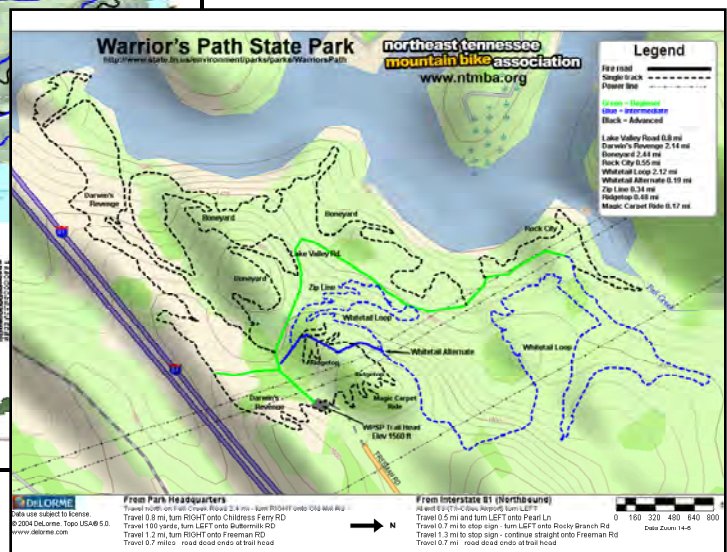 Warrior's Path State Park
http://www.state.tn.us/environment/parks/parks/WarriorsPath
northeast tennessee
mountain bike association
www.ntmba.org
Legend
Fire road
Single track
Power line
Green = Beginner
Blue = Intermediate
Black = Advanced
Lake Valley Road 0.8 mi
Darwin's Revenge 2.14 mi
Boneyard 2.44 mi
Rock City 0.55 mi
Whitetail Loop 2.12 mi
Whitetail Alternate 0.19 mi
Zip Line 0.34 mi
Ridgetop 0.48 mi
Magic Carpet Ride 0.17 mi
Darwin's
Revenge
Boneyard
Boneyard
Rock City
Lake Valley Rd.
Boneyard
Zip Line
Whitetail Loop
Whitetail Loop
Whitetail Alternate
Ridgetop
Ridgetop
Darwin's
Revenge
Magic Carpet
Ride
WPSP Trail Head
Elev 1560 ft
DELORME
Data use subject to license.
© 2004 DeLorme. Topo USA® 5.0.
www.delorme.com
From Park Headquarters
Travel 0.8 mi, turn RIGHT onto Childress Ferry RD
Travel 100 yards, turn LEFT onto Buttermilk RD
Travel 1.2 mi, turn RIGHT onto Freeman RD
Travel 0.7 miles - road dead ends at trail head
N
From Interstate 81 (Northbound)
Travel 0.5 mi and turn LEFT onto Pearl Ln
Travel 0.7 mi to stop sign - turn LEFT onto Rocky Branch Rd
Travel 1.3 mi to stop sign - continue straight onto Freeman Rd
Travel 0.7 mi - road dead ends at trail head
0 160 320 480 640 800
Data Zoom 14-6